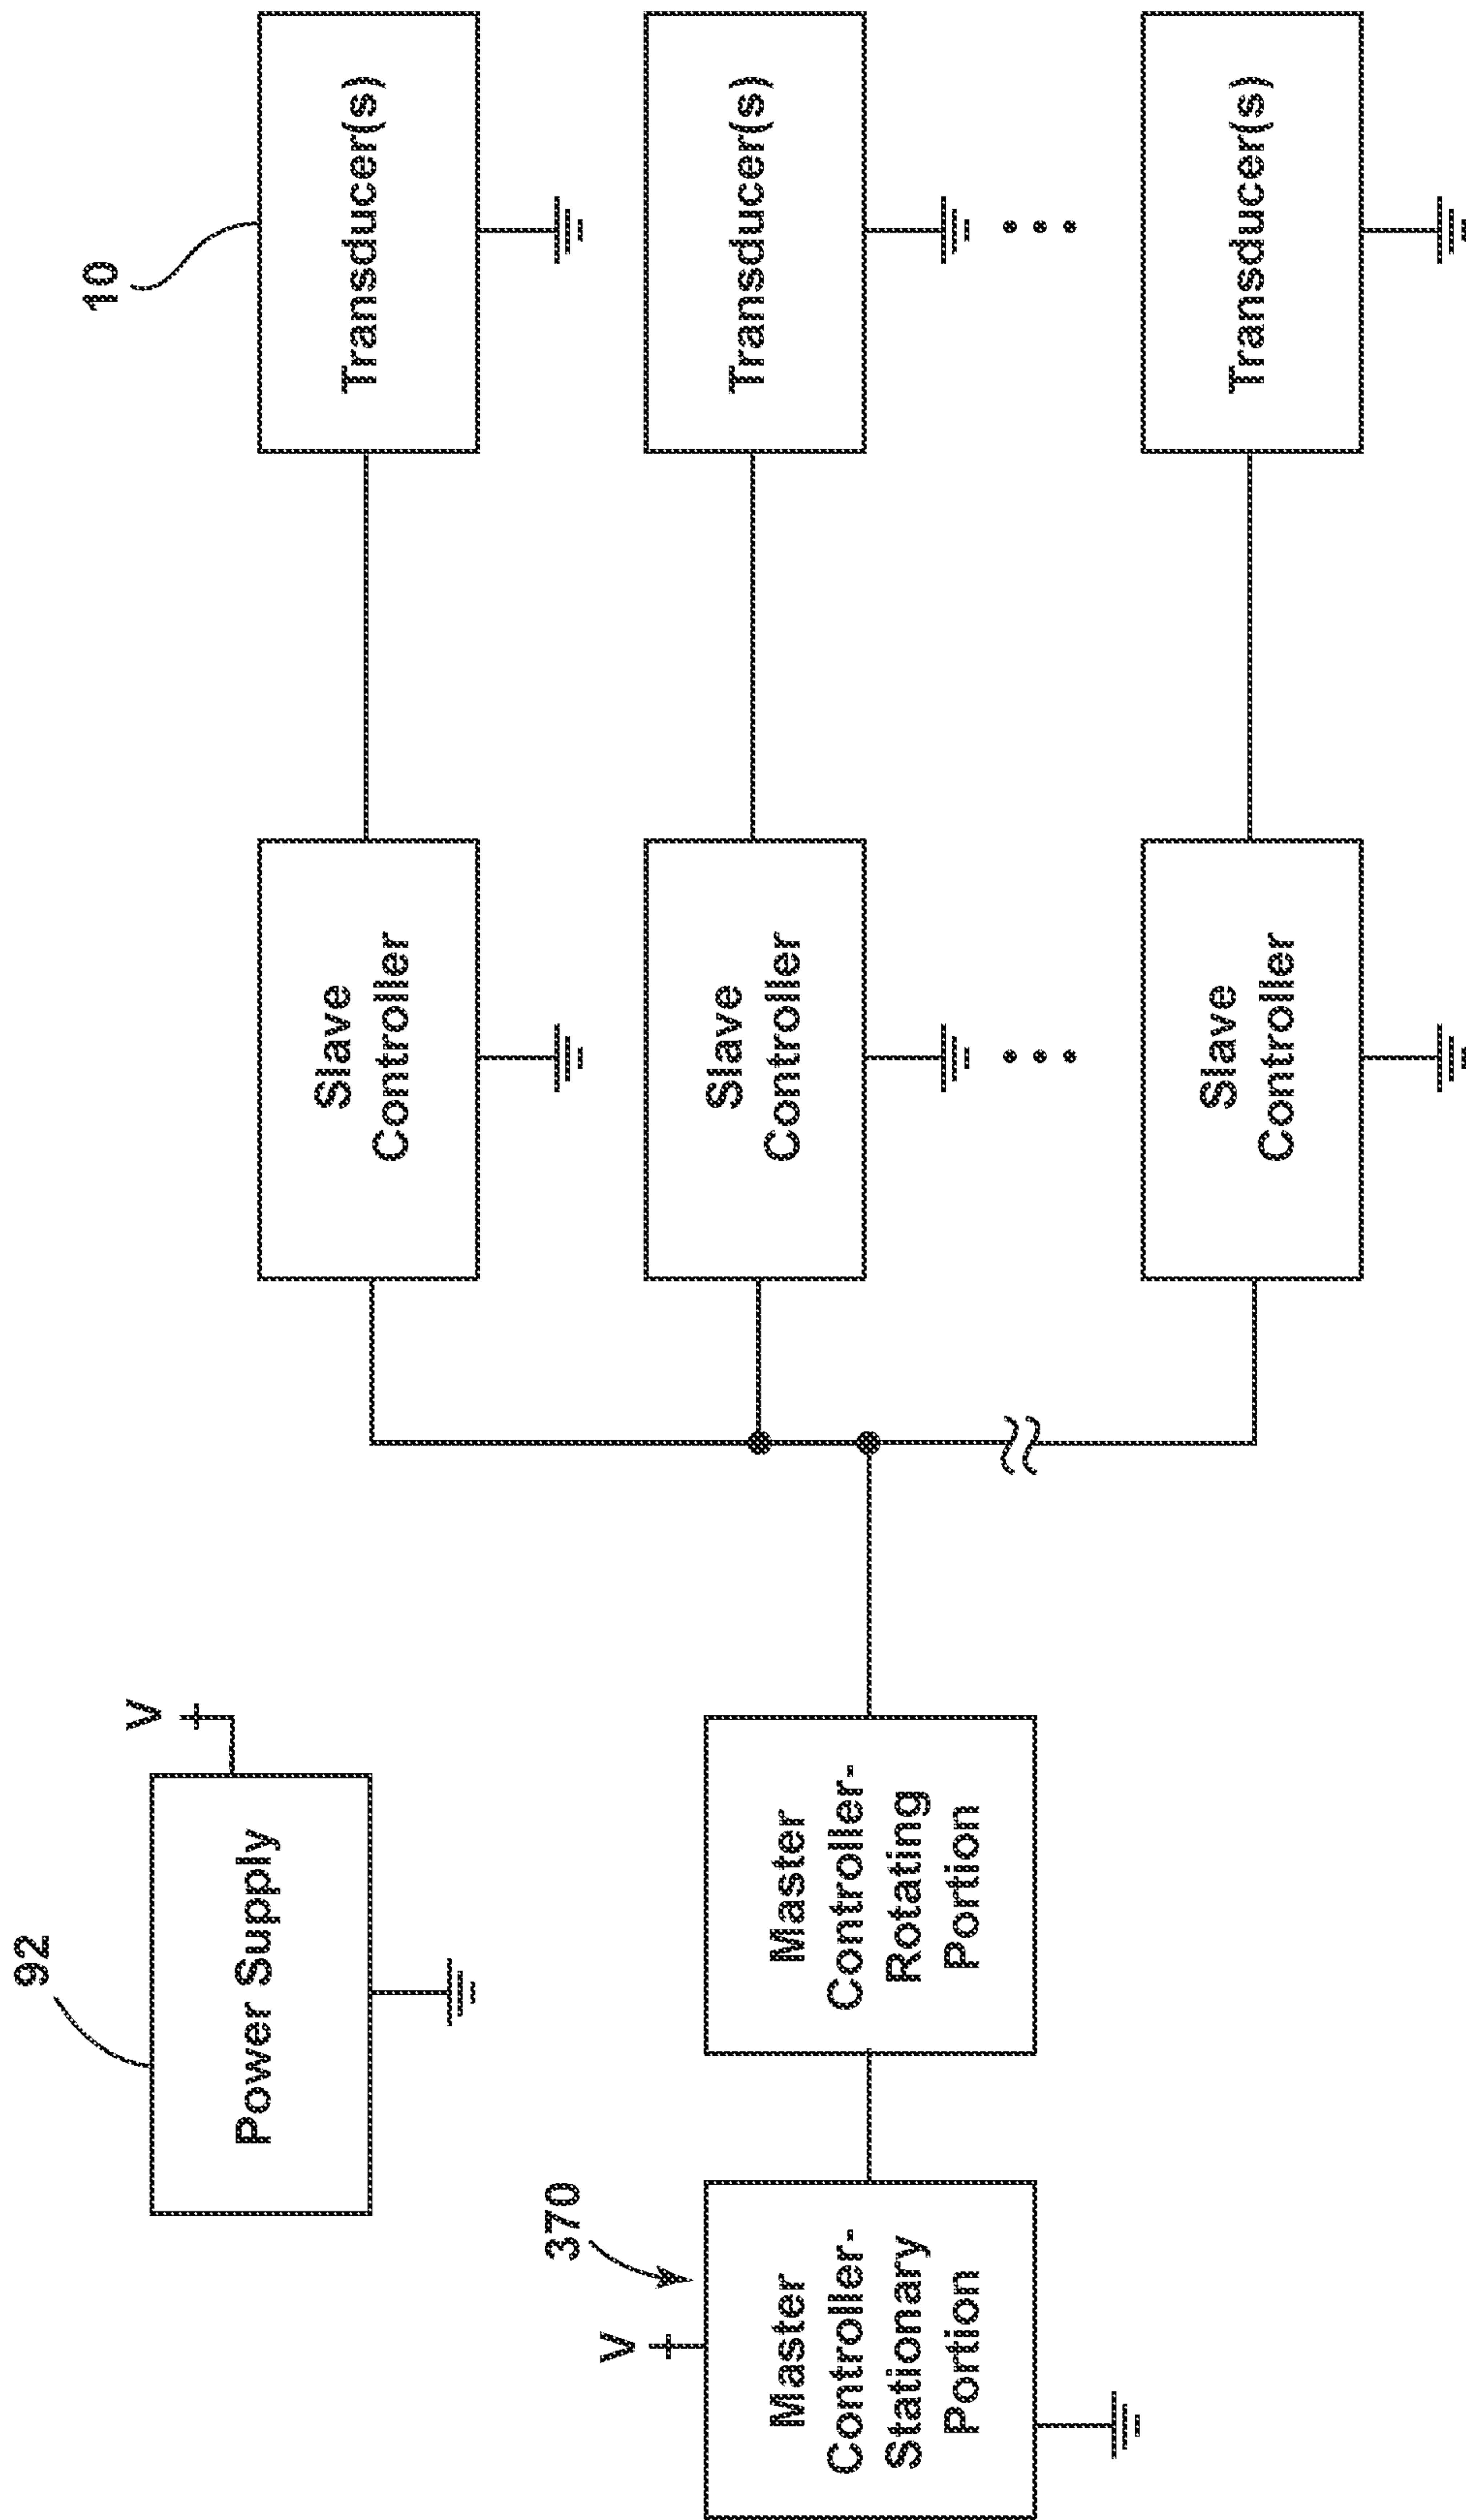 92
Power Supply
V
10
Transducer(s)
Slave
Controller
370
V
Master
Controller-
Stationary
Portion
Master
Controller-
Rotating
Portion
Slave
Controller
Transducer(s)
Slave
Controller
Transducer(s)